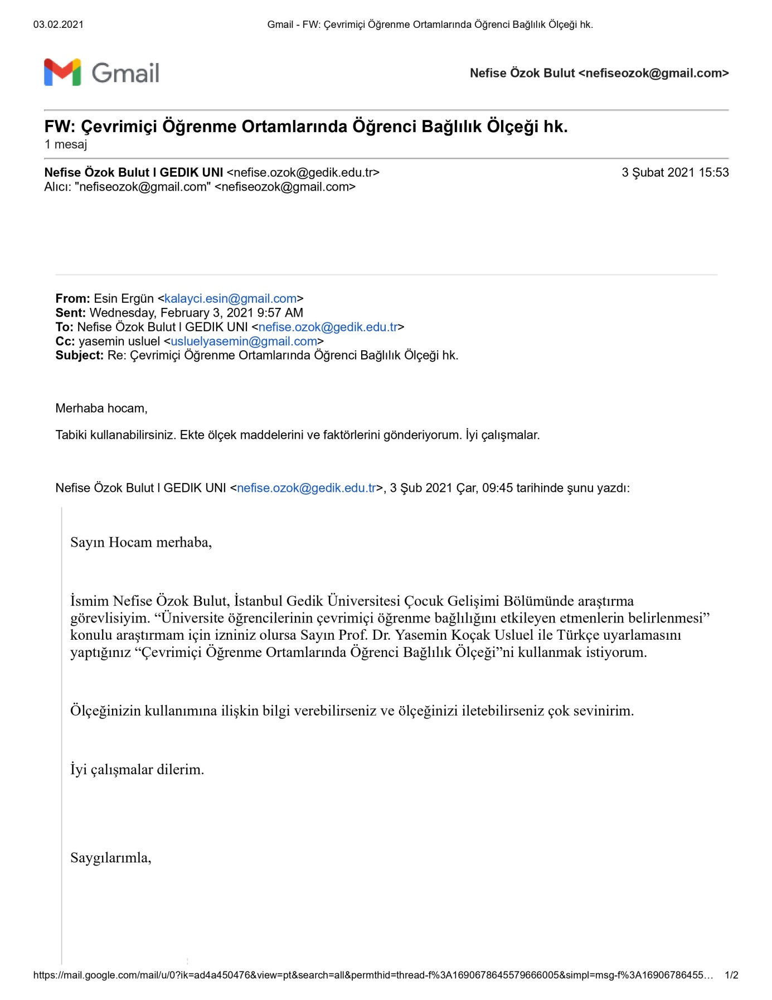 03.02.2021
Gmail - FW: Çevrimiçi Öğrenme Ortamlarında Öğrenci Bağlılık Ölçeği hk.
Gmail
Nefise Özok Bulut <nefiseozok@gmail.com>
FW: Çevrimiçi Öğrenme Ortamlarında Öğrenci Bağlılık Ölçeği hk.
1 mesaj
Nefise Özok Bulut I GEDIK UNI <nefise.ozok@gedik.edu.tr>
3 Şubat 2021 15:53
Alıcı: "nefiseozok@gmail.com" <nefiseozok@gmail.com>
From: Esin Ergün <kalayci.esin@gmail.com>
Sent: Wednesday, February 3, 2021 9:57 AM
To: Nefise Özok Bulut I GEDIK UNI <nefise.ozok@gedik.edu.tr>
Cc: yasemin usluel <usluelyasemin@gmail.com>
Subject: Re: Çevrimiçi Öğrenme Ortamlarında Öğrenci Bağlılık Ölçeği hk.
Merhaba hocam,
Tabiki kullanabilirsiniz. Ekte ölçek maddelerini ve faktörlerini gönderiyorum. İyi çalışmalar.
Nefise Özok Bulut I GEDIK UNI <nefise.ozok@gedik.edu.tr>, 3 Şub 2021 Çar, 09:45 tarihinde şunu yazdı:
Sayın Hocam merhaba,
İsmim Nefise Özok Bulut, İstanbul Gedik Üniversitesi Çocuk Gelişimi Bölümünde araştırma
görevlisiyim. “Üniversite öğrencilerinin çevrimiçi öğrenme bağlılığını etkileyen etmenlerin belirlenmesi”
konulu araştırmam için izniniz olursa Sayın Prof. Dr. Yasemin Koçak Usluel ile Türkçe uyarlamasını
yaptığınız “Çevrimiçi Öğrenme Ortamlarında Öğrenci Bağlılık Ölçeği”ni kullanmak istiyorum.
Ölçeğinizin kullanımına ilişkin bilgi verebilirseniz ve ölçeğinizi iletebilirseniz çok sevinirim.
İyi çalışmalar dilerim.
Saygılarımla,
https://mail.google.com/mail/u/0?ik=ad4a450476&view=pt&search=all&permthid=thread-f%3A1690678645579666005&simpl=msg-f%3A16906786455… 1/2